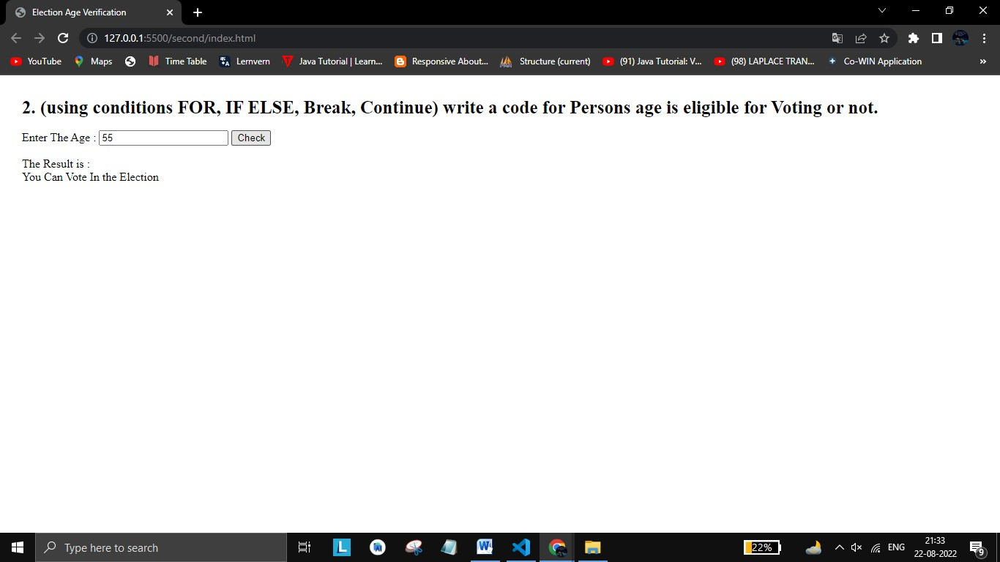 Election Age Verification
127.0.0.1:5500/second/index.html
YouTube Maps Time Table Lernvern Java Tutorial | Learn... Responsive About... Structure (current) (91) Java Tutorial: V... (98) LAPLACE TRAN... Co-WIN Application »
2. (using conditions FOR, IF ELSE, Break, Continue) write a code for Persons age is eligible for Voting or not.
Enter The Age : 55 Check
The Result is :
You Can Vote In the Election
Type here to search L W 22% ENG 21:33
22-08-2022 9